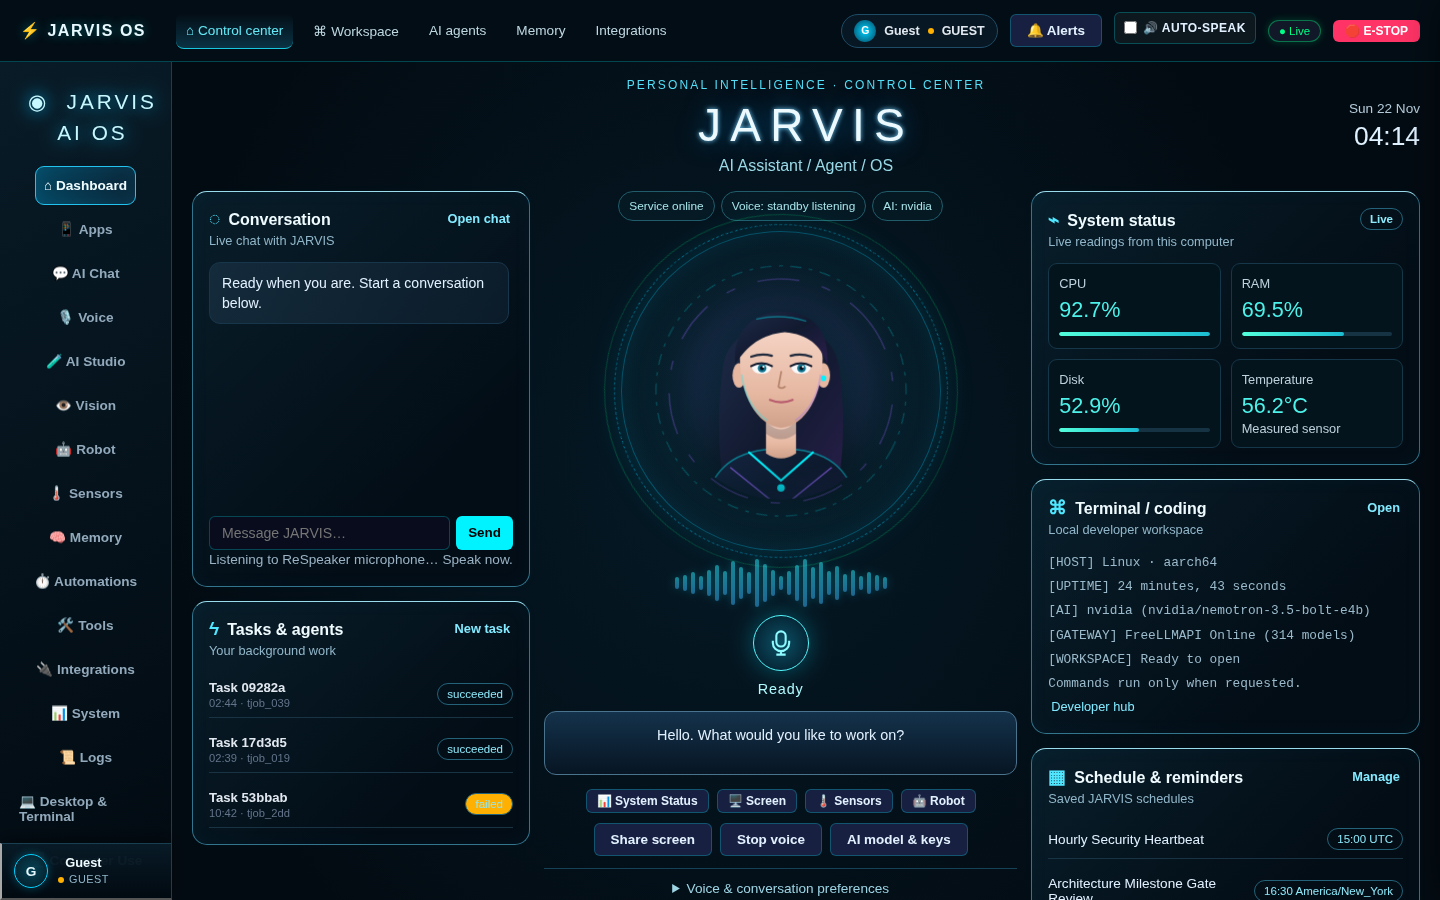 ⚡ JARVIS OS
⌂ Control center
⌘ Workspace
AI agents
Memory
Integrations
G Guest GUEST
🔔 Alerts
🔊 AUTO-SPEAK
● Live
E-STOP
◉ JARVIS
AI OS
⌂ Dashboard
📱 Apps
💬 AI Chat
🎙️ Voice
🧪 AI Studio
👁️ Vision
🤖 Robot
🌡️ Sensors
🧠 Memory
⏱️ Automations
🛠️ Tools
🔌 Integrations
📊 System
📜 Logs
💻 Desktop &
Terminal
G
Guest
GUEST
PERSONAL INTELLIGENCE · CONTROL CENTER
JARVIS
AI Assistant / Agent / OS
Sun 22 Nov
04:14
Conversation
Open chat
Live chat with JARVIS
Ready when you are. Start a conversation
below.
Message JARVIS…
Send
Listening to ReSpeaker microphone… Speak now.
ϟ Tasks & agents
New task
Your background work
Task 09282a
02:44 · tjob_039
succeeded
Task 17d3d5
02:39 · tjob_019
succeeded
Task 53bbab
10:42 · tjob_2dd
failed
Service online
Voice: standby listening
AI: nvidia
Ready
Hello. What would you like to work on?
📊 System Status
🖥️ Screen
🌡️ Sensors
🤖 Robot
Share screen
Stop voice
AI model & keys
▶ Voice & conversation preferences
⌁ System status
Live
Live readings from this computer
CPU
92.7%
RAM
69.5%
Disk
52.9%
Temperature
56.2°C
Measured sensor
⌘ Terminal / coding
Open
Local developer workspace
[HOST] Linux · aarch64
[UPTIME] 24 minutes, 43 seconds
[AI] nvidia (nvidia/nemotron-3.5-bolt-e4b)
[GATEWAY] FreeLLMAPI Online (314 models)
[WORKSPACE] Ready to open
Commands run only when requested.
Developer hub
▦ Schedule & reminders
Manage
Saved JARVIS schedules
Hourly Security Heartbeat
15:00 UTC
Architecture Milestone Gate
Review
16:30 America/New_York